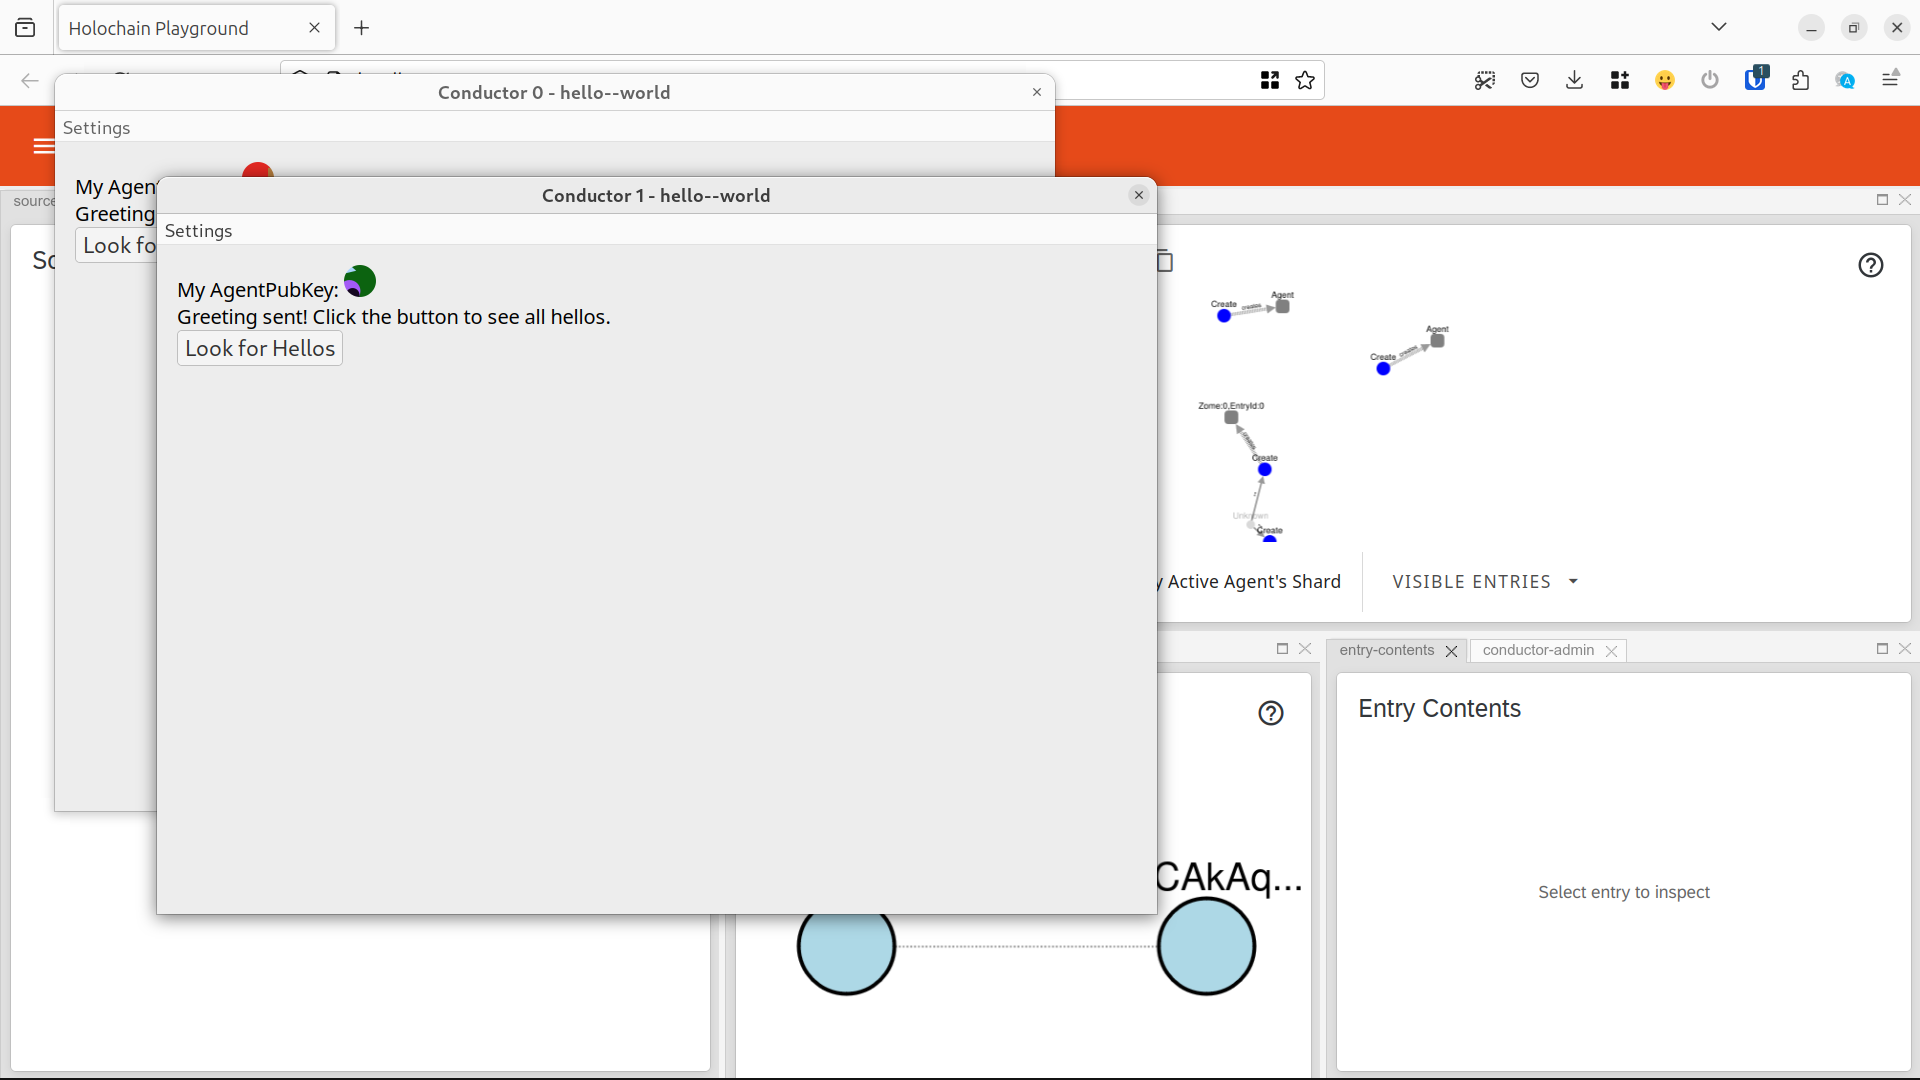 Holochain Playground
1
A
Conductor 0 - hello--world
Settings
My Agen
Greeting
Look fo
source
Conductor 1 - hello--world
Settings
My AgentPubKey:
Greeting sent! Click the button to see all hellos.
Look for Hellos
Agent
Create
creates
Agent
Create
creates
Zome:0,EntryId:0
Create
Unknown
Create
y Active Agent's Shard
VISIBLE ENTRIES
entry-contents
conductor-admin
Entry Contents
Select entry to inspect
CAkAq...